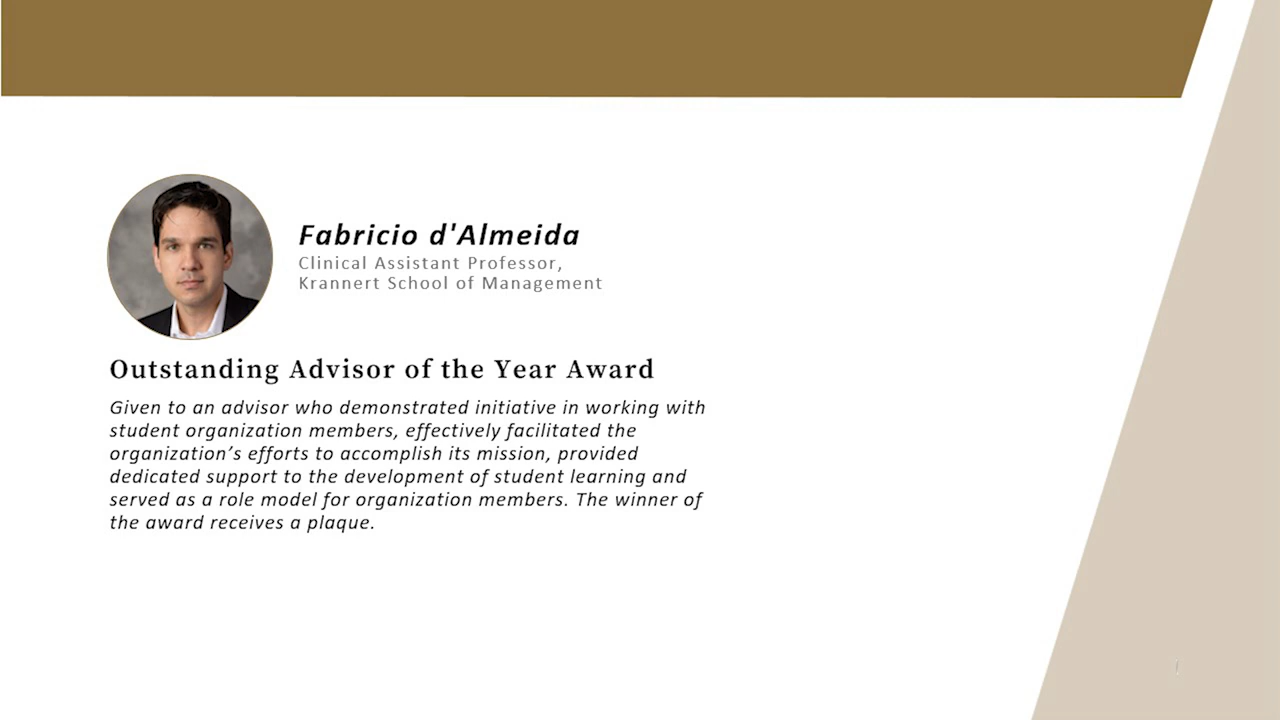 Fabricio d'Almeida
Clinical Assistant Professor,
Krannert School of Management
Outstanding Advisor of the Year Award
Given to an advisor who demonstrated initiative in working with
student organization members, effectively facilitated the
organization’s efforts to accomplish its mission, provided
dedicated support to the development of student learning and
served as a role model for organization members. The winner of
the award receives a plaque.